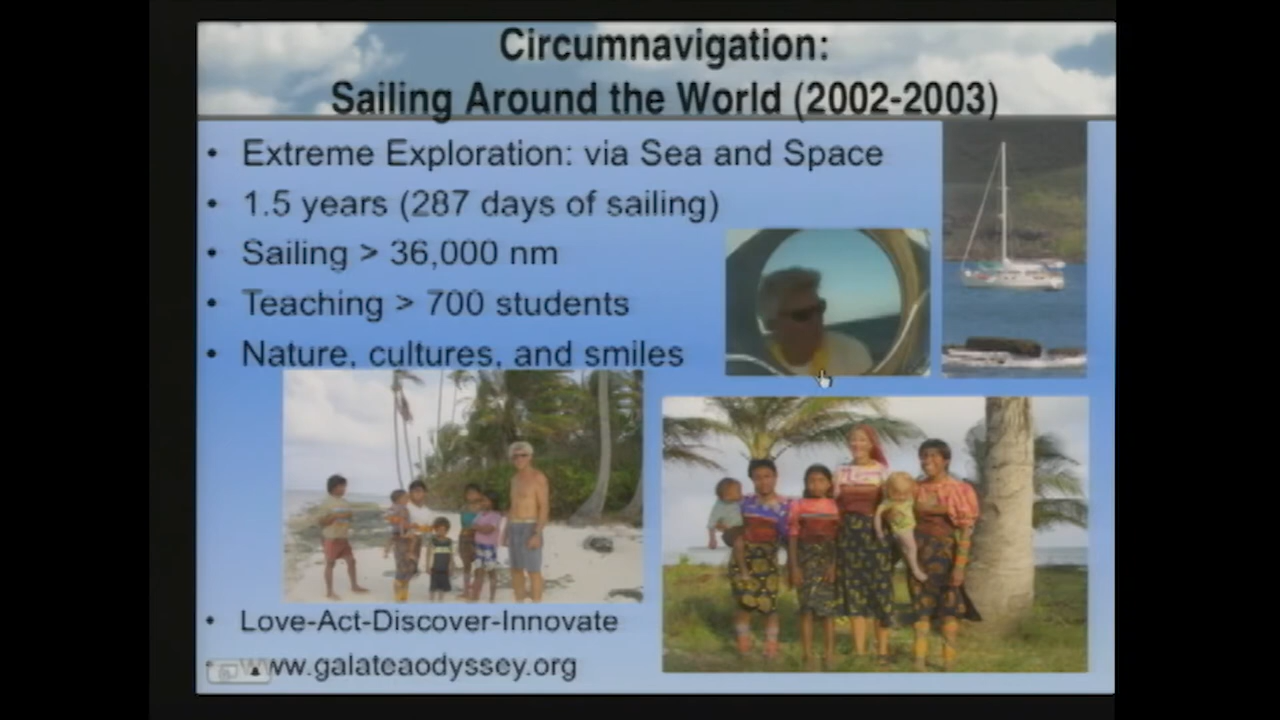 Circumnavigation:
Sailing Around the World (2002-2003)
• Extreme Exploration: via Sea and Space
• 1.5 years (287 days of sailing)
• Sailing > 36,000 nm
• Teaching > 700 students
• Nature, cultures, and smiles
• Love-Act-Discover-Innovate
• www.galateaodyssey.org